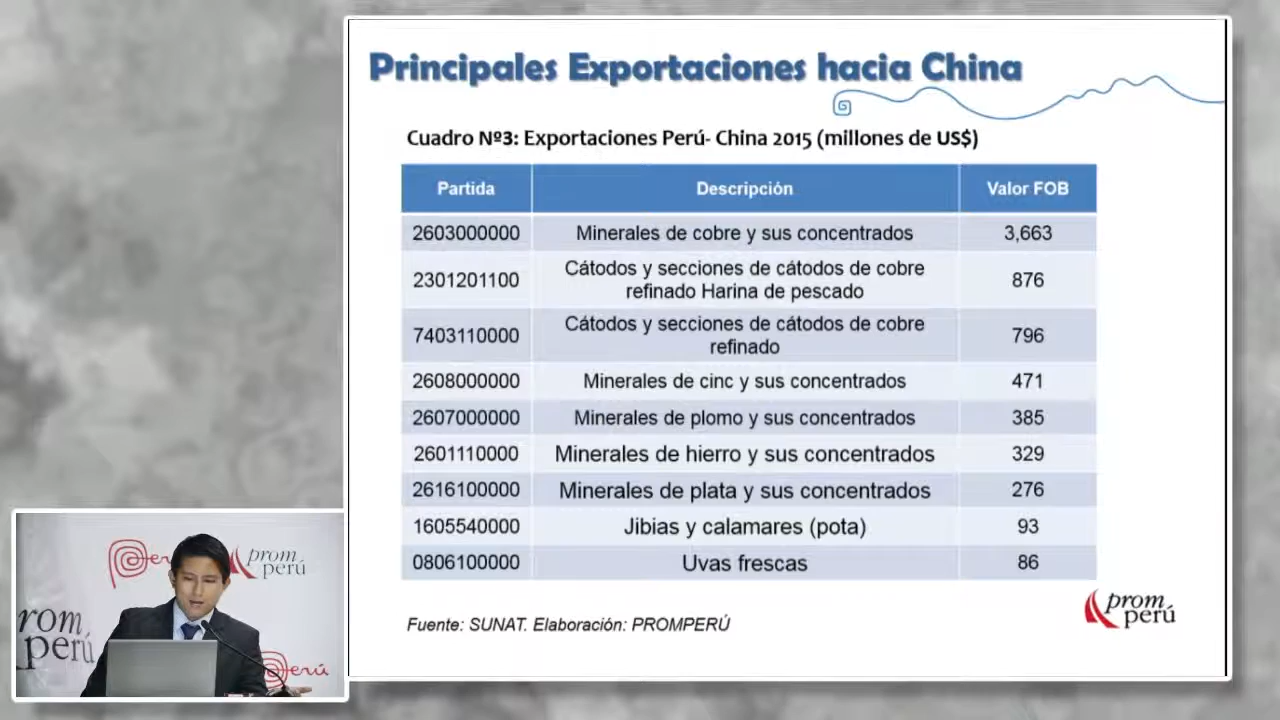 Principales Exportaciones hacia China
Cuadro Nº3: Exportaciones Perú- China 2015 (millones de US$)
Partida Descripción Valor FOB
2603000000 Minerales de cobre y sus concentrados 3,663
2301201100 Cátodos y secciones de cátodos de cobre
refinado Harina de pescado 876
7403110000 Cátodos y secciones de cátodos de cobre
refinado 796
2608000000 Minerales de cinc y sus concentrados 471
2607000000 Minerales de plomo y sus concentrados 385
2601110000 Minerales de hierro y sus concentrados 329
2616100000 Minerales de plata y sus concentrados 276
1605540000 Jibias y calamares (pota) 93
0806100000 Uvas frescas 86
Fuente: SUNAT. Elaboración: PROMPERÚ
prom
perú
prom
perú
rom
perú
Perú